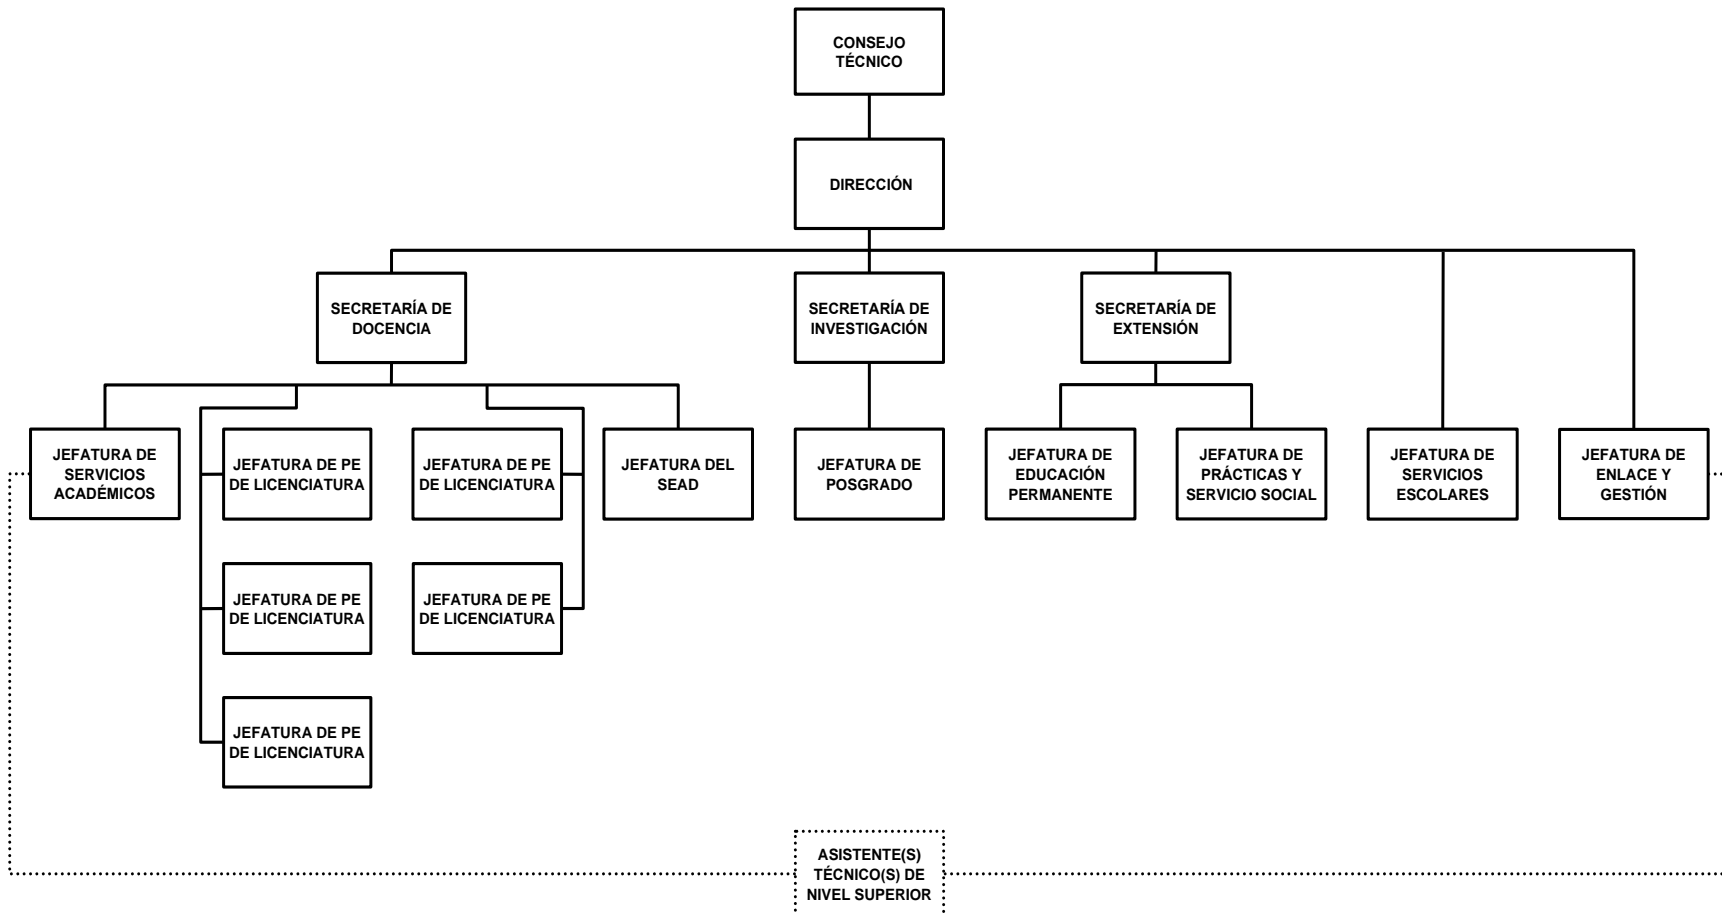 CONSEJO
TÉCNICO
DIRECCIÓN
SECRETARÍA DE
DOCENCIA
SECRETARÍA DE
INVESTIGACIÓN
SECRETARÍA DE
EXTENSIÓN
JEFATURA DE
SERVICIOS
ACADÉMICOS
JEFATURA DE PE
DE LICENCIATURA
JEFATURA DE PE
DE LICENCIATURA
JEFATURA DEL
SEAD
JEFATURA DE
POSGRADO
JEFATURA DE
EDUCACIÓN
PERMANENTE
JEFATURA DE
PRÁCTICAS Y
SERVICIO SOCIAL
JEFATURA DE
SERVICIOS
ESCOLARES
JEFATURA DE
ENLACE Y
GESTIÓN
JEFATURA DE PE
DE LICENCIATURA
JEFATURA DE PE
DE LICENCIATURA
JEFATURA DE PE
DE LICENCIATURA
ASISTENTE(S)
TÉCNICO(S) DE
NIVEL SUPERIOR